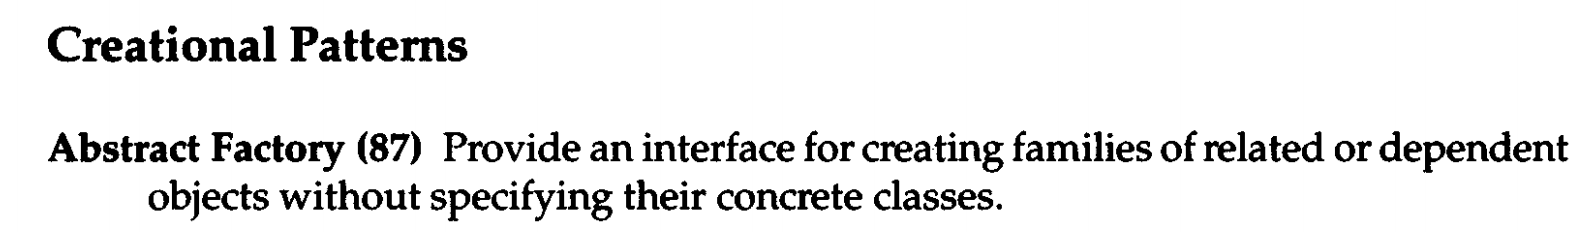 Creational Patterns
Abstract Factory (87) Provide an interface for creating families of related or dependent
objects without specifying their concrete classes.